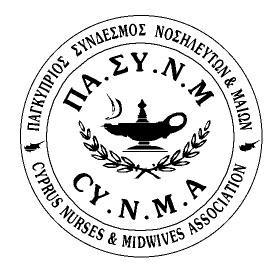 ΠΑΓΚΥΠΡΙΟΣ ΣΥΝΔΕΣΜΟΣ ΝΟΣΗΛΕΥΤΩΝ & ΜΑΙΩΝ
ΠΑ.ΣΥ.Ν.Μ
CY.N.M.A
CYPRUS NURSES & MIDWIVES ASSOCIATION